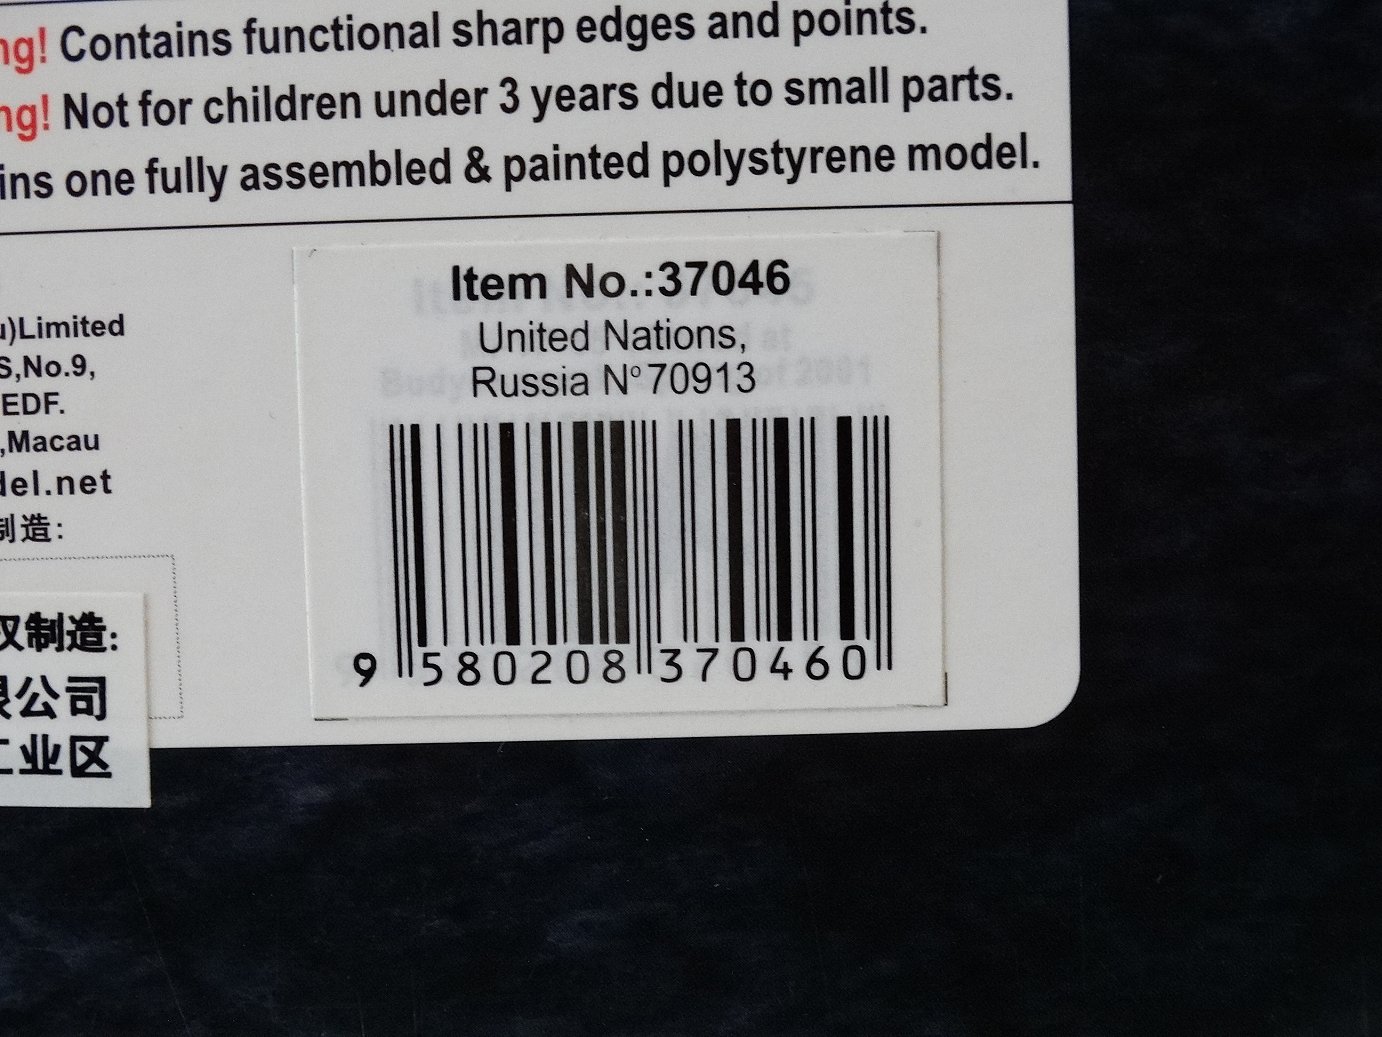 ng! Contains functional sharp edges and points.
ng! Not for children under 3 years due to small parts.
ins one fully assembled & painted polystyrene model.
u)Limited
S,No.9,
EDF.
,Macau
del.net
制造:
权制造:
限公司
工业区
Item No.:37046
United Nations,
Russia Nº70913
9 580208 370460